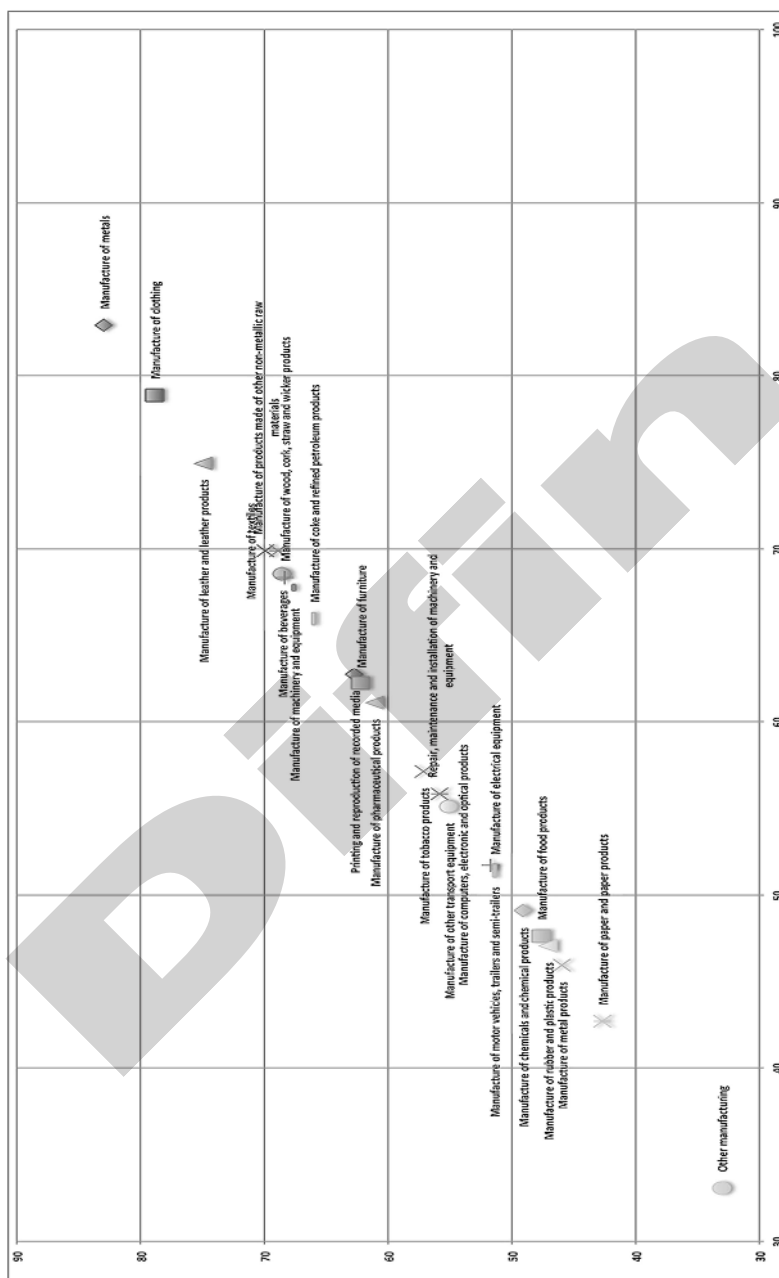 90
80
70
60
50
40
30
30
40
50
60
70
80
90
100
Manufacture of metals
Manufacture of clothing
Manufacture of leather and leather products
Manufacture of textiles
Manufacture of products made of other non-metallic raw
materials
Manufacture of wood, cork, straw and wicker products
Manufacture of beverages
Manufacture of machinery and equipment
Manufacture of coke and refined petroleum products
Manufacture of furniture
Printing and reproduction of recorded media
Manufacture of pharmaceutical products
Repair, maintenance and installation of machinery and
equipment
Manufacture of tobacco products
Manufacture of other transport equipment
Manufacture of computers, electronic and optical products
Manufacture of electrical equipment
Manufacture of motor vehicles, trailers and semi-trailers
Manufacture of chemicals and chemical products
Manufacture of food products
Manufacture of rubber and plastic products
Manufacture of metal products
Manufacture of paper and paper products
Other manufacturing
Difin